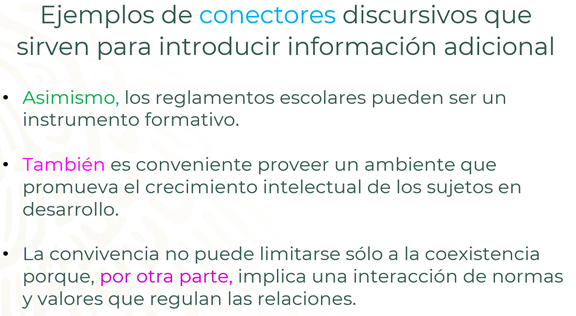 Ejemplos de conectores discursivos que
sirven para introducir información adicional
• Asimismo, los reglamentos escolares pueden ser un
instrumento formativo.
• También es conveniente proveer un ambiente que
promueva el crecimiento intelectual de los sujetos en
desarrollo.
• La convivencia no puede limitarse sólo a la coexistencia
porque, por otra parte, implica una interacción de normas
y valores que regulan las relaciones.